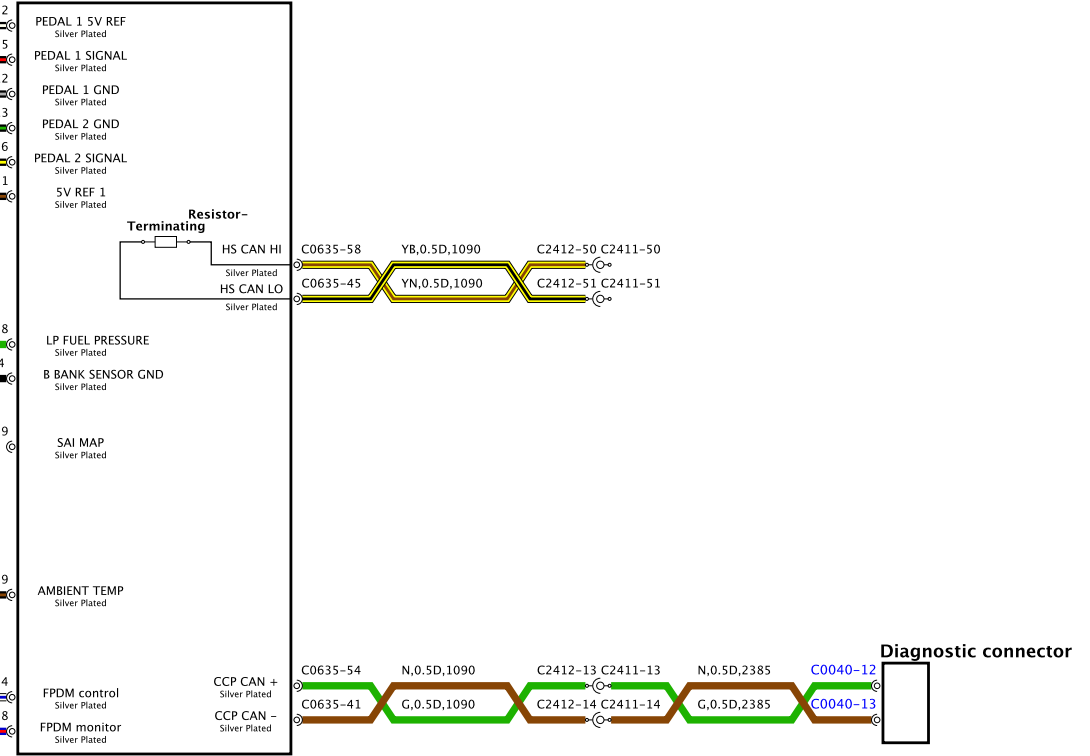 2
PEDAL 1 5V REF
Silver Plated
5
PEDAL 1 SIGNAL
Silver Plated
2
PEDAL 1 GND
Silver Plated
3
PEDAL 2 GND
Silver Plated
6
PEDAL 2 SIGNAL
Silver Plated
1
5V REF 1
Silver Plated
Resistor-
Terminating
HS CAN HI
Silver Plated
C0635-58
YB,0.5D,1090
C2412-50
C2411-50
HS CAN LO
Silver Plated
C0635-45
YN,0.5D,1090
C2412-51
C2411-51
8
LP FUEL PRESSURE
Silver Plated
4
B BANK SENSOR GND
Silver Plated
9
SAI MAP
Silver Plated
9
AMBIENT TEMP
Silver Plated
Diagnostic connector
4
FPDM control
Silver Plated
CCP CAN +
Silver Plated
C0635-54
N,0.5D,1090
C2412-13
C2411-13
N,0.5D,2385
C0040-12
8
FPDM monitor
Silver Plated
CCP CAN -
Silver Plated
C0635-41
G,0.5D,1090
C2412-14
C2411-14
G,0.5D,2385
C0040-13